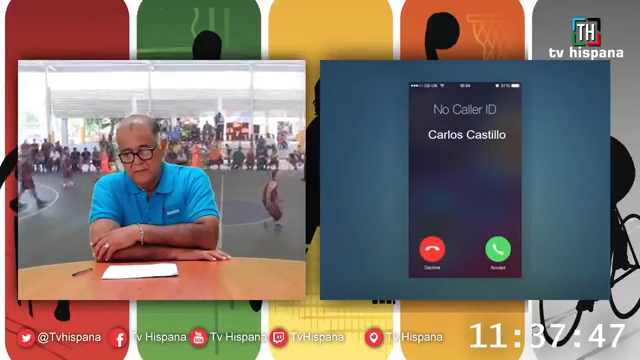 TH
tv hispana
No Caller ID
Carlos Castillo
Decline
Accept
@Tvhispana
Tv Hispana
Tv Hispana
TVHispana
Tv Hispana
11:37:47